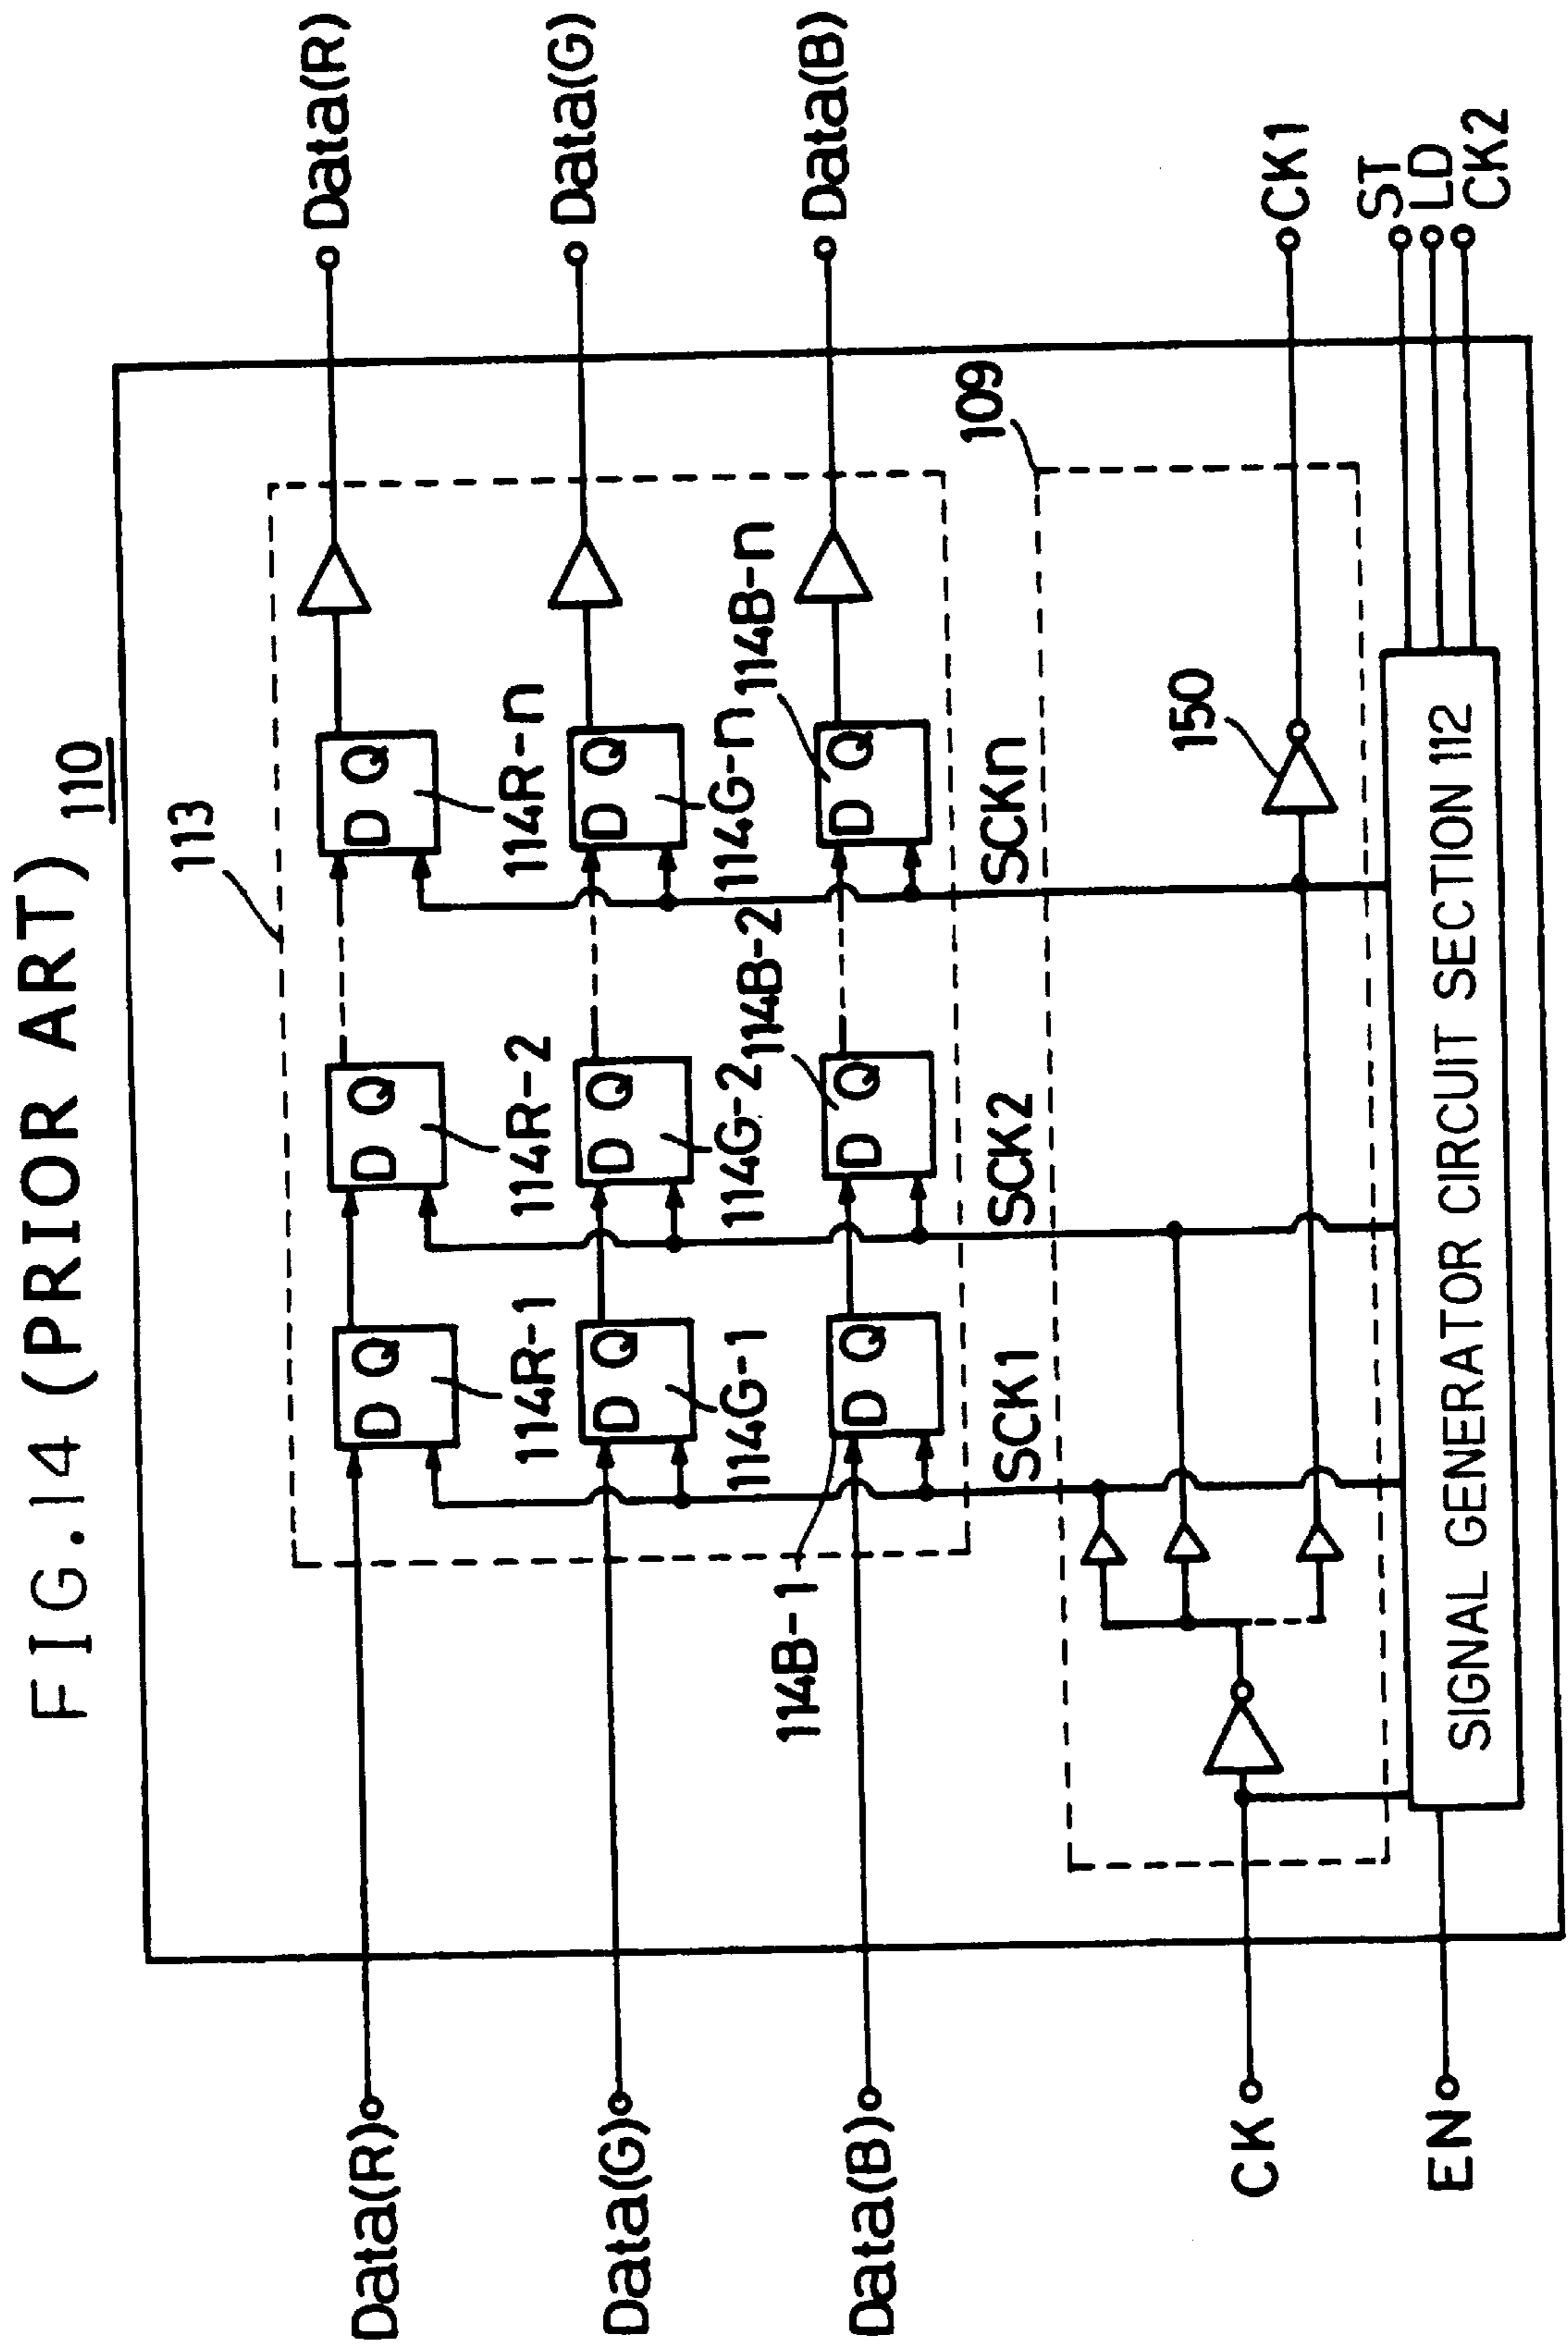 FIG.14 (PRIOR ART)
110
113
Data(R)
Data(R)
D Q
D Q
D Q
114R-1
114R-2
114R-n
Data(G)
Data(G)
D Q
D Q
D Q
114G-1
114G-2
114G-n
Data(B)
Data(B)
114B-1
114B-2
114B-n
D Q
D Q
D Q
SCK1
SCK2
SCKn
109
150
CK
CK1
EN
SIGNAL GENERATOR CIRCUIT SECTION 112
ST
LD
CK2